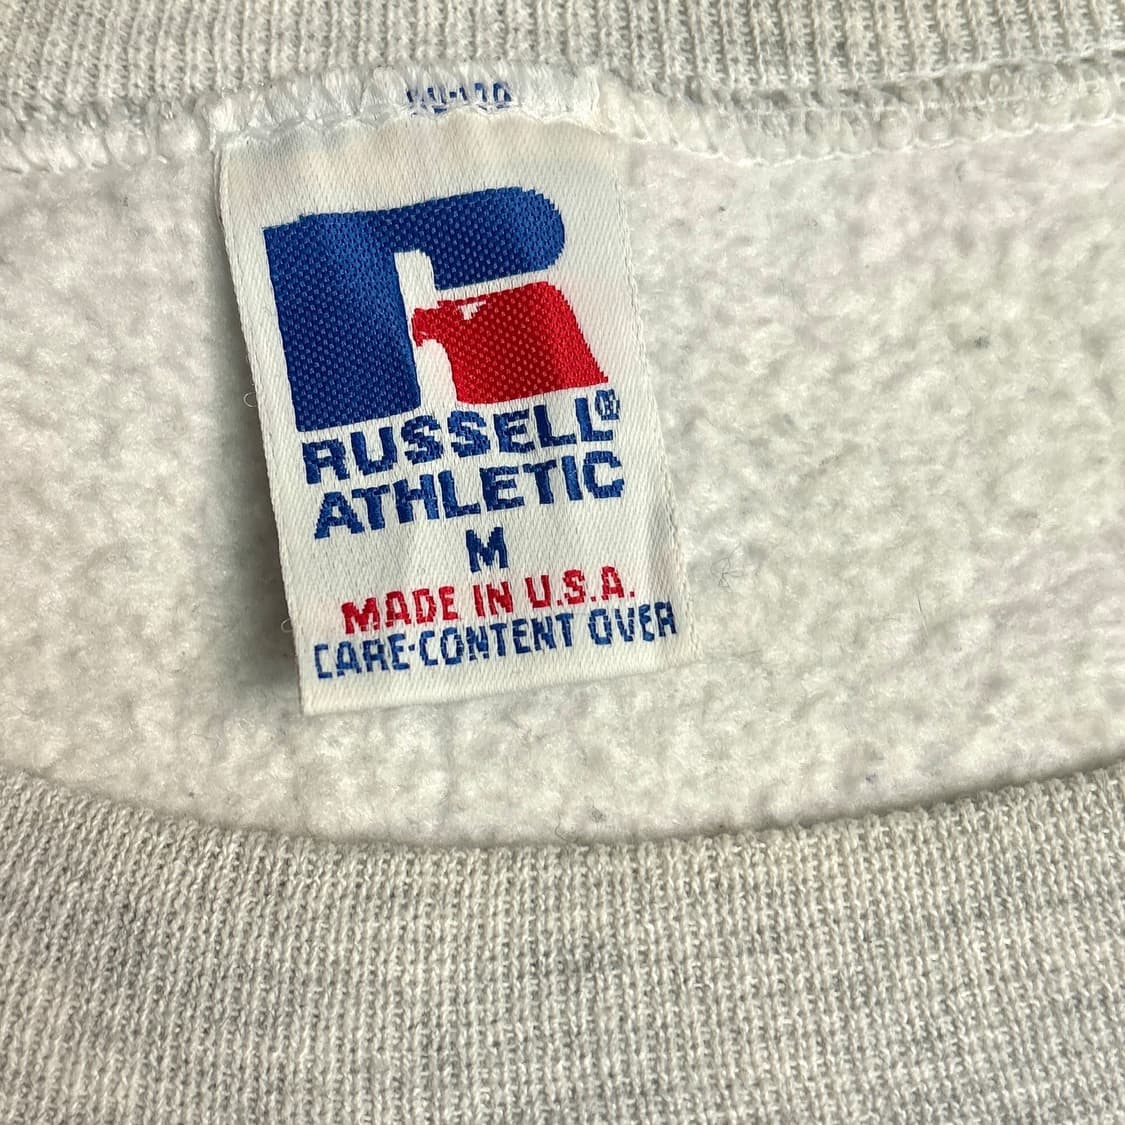 RUSSELL®
ATHLETIC
M
MADE IN U.S.A.
CARE-CONTENT OVER